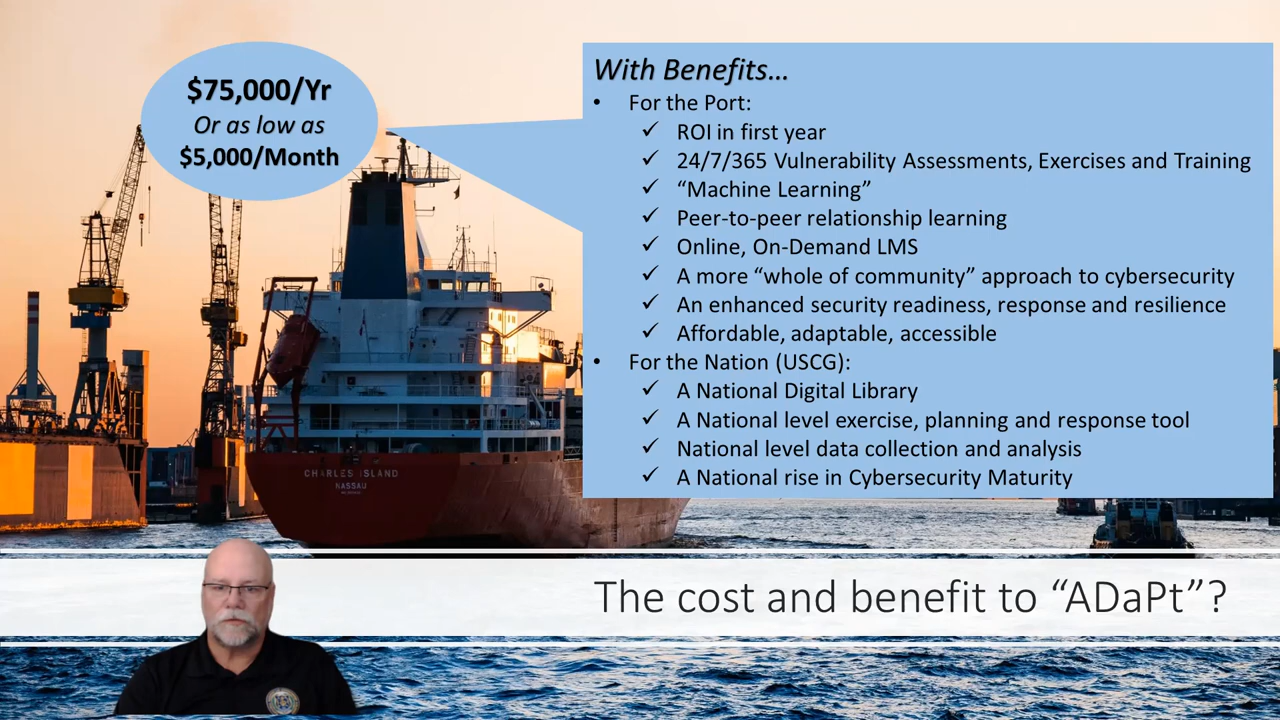 $75,000/Yr
Or as low as
$5,000/Month
With Benefits…
• For the Port:
✓ ROI in first year
✓ 24/7/365 Vulnerability Assessments, Exercises and Training
✓ “Machine Learning”
✓ Peer-to-peer relationship learning
✓ Online, On-Demand LMS
✓ A more “whole of community” approach to cybersecurity
✓ An enhanced security readiness, response and resilience
✓ Affordable, adaptable, accessible
• For the Nation (USCG):
✓ A National Digital Library
✓ A National level exercise, planning and response tool
✓ National level data collection and analysis
✓ A National rise in Cybersecurity Maturity
CHARLES ISLAND
NASSAU
The cost and benefit to “ADaPt”?